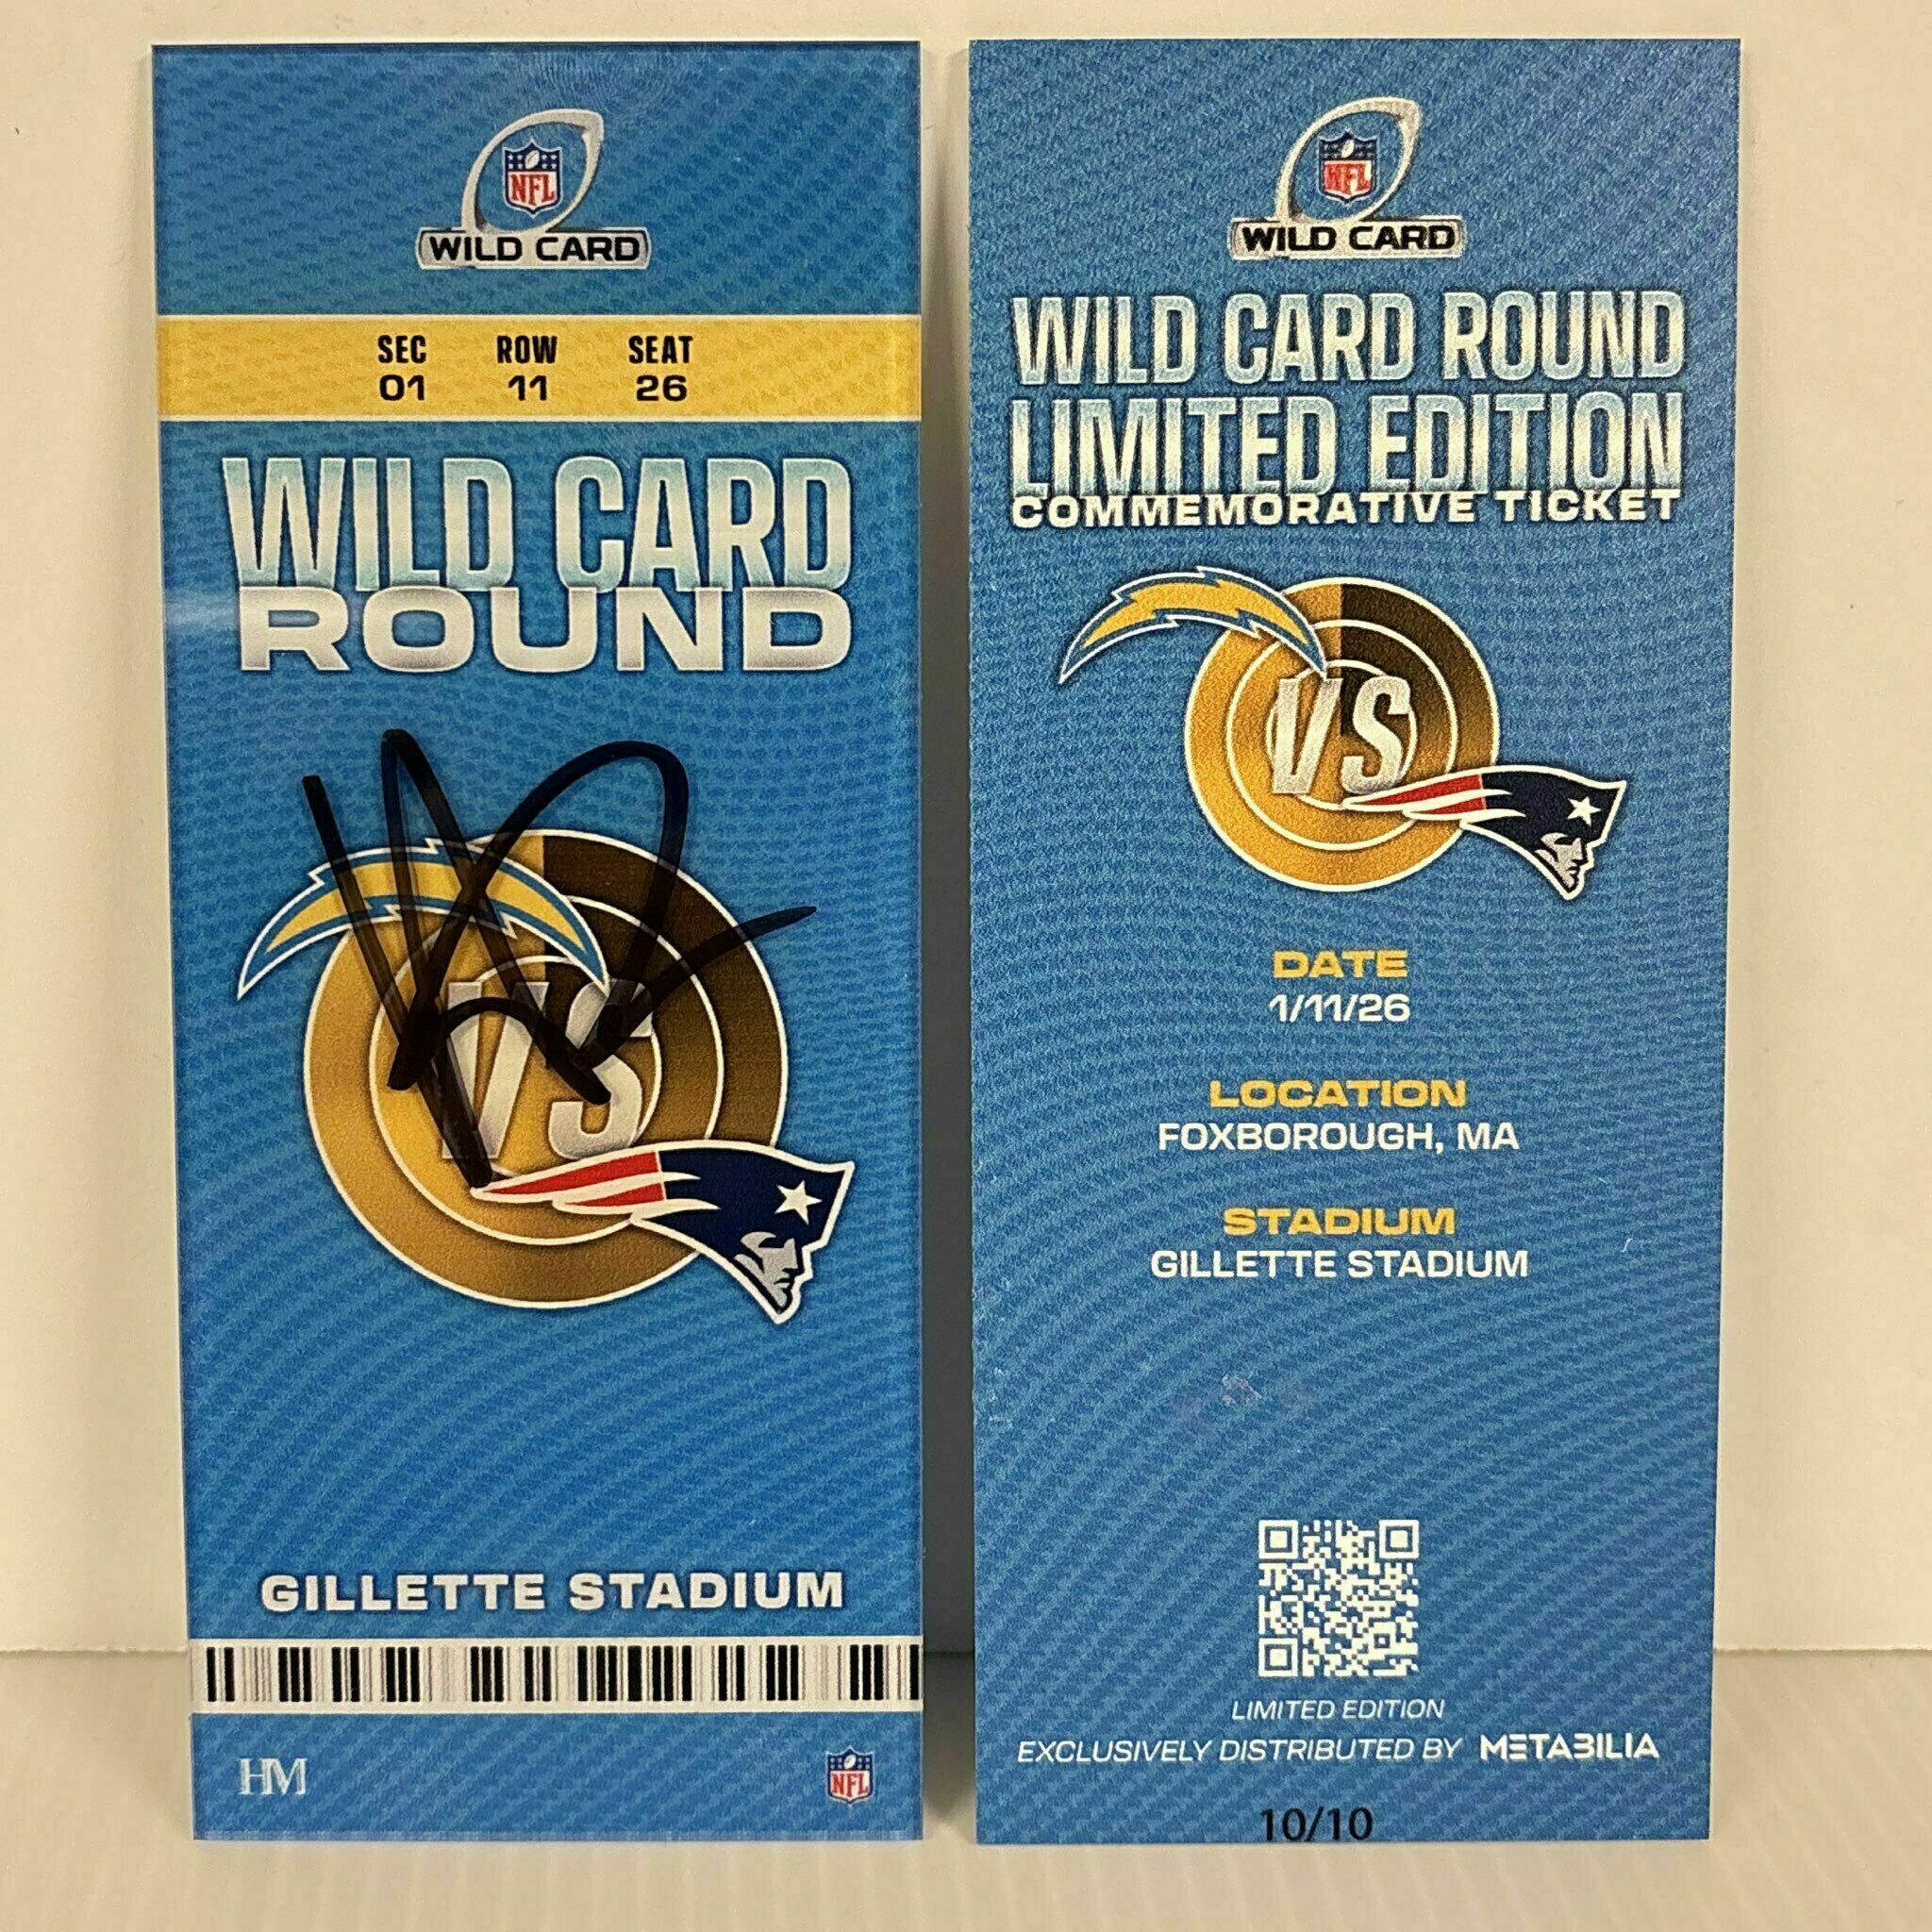 NFL
WILD CARD
SEC ROW SEAT
01 11 26
WILD CARD
ROUND
VS
GILLETTE STADIUM
HM
NFL
NFL
WILD CARD
WILD CARD ROUND
LIMITED EDITION
COMMEMORATIVE TICKET
VS
DATE
1/11/26
LOCATION
FOXBOROUGH, MA
STADIUM
GILLETTE STADIUM
LIMITED EDITION
EXCLUSIVELY DISTRIBUTED BY METABILIA
10/10